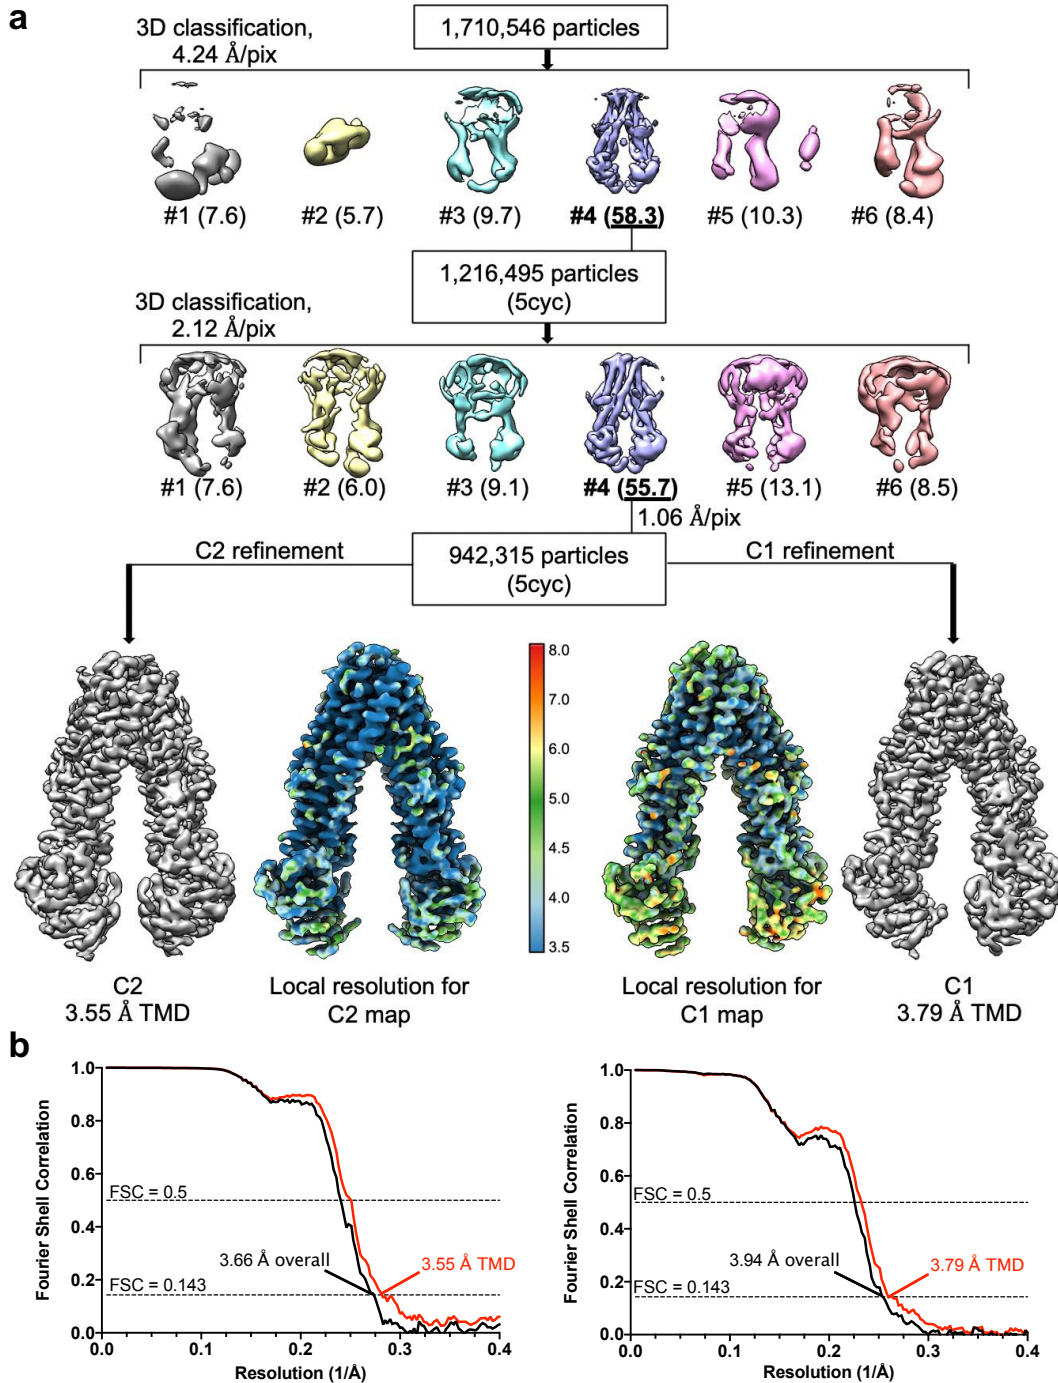 a
3D classification,
4.24 Å/pix
1,710,546 particles
#1 (7.6)
#2 (5.7)
#3 (9.7)
#4 (58.3)
#5 (10.3)
#6 (8.4)
1,216,495 particles
(5cyc)
3D classification,
2.12 Å/pix
#1 (7.6)
#2 (6.0)
#3 (9.1)
#4 (55.7)
#5 (13.1)
#6 (8.5)
1.06 Å/pix
C2 refinement
942,315 particles
(5cyc)
C1 refinement
8.0
7.0
6.0
5.0
4.5
4.0
3.5
C2
3.55 Å TMD
Local resolution for
C2 map
Local resolution for
C1 map
C1
3.79 Å TMD
b
Fourier Shell Correlation
1.0
0.8
0.6
0.4
0.2
0.0
FSC = 0.5
FSC = 0.143
3.66 Å overall
3.55 Å TMD
0.0
0.1
0.2
0.3
0.4
Resolution (1/Å)
Fourier Shell Correlation
1.0
0.8
0.6
0.4
0.2
0.0
FSC = 0.5
FSC = 0.143
3.94 Å overall
3.79 Å TMD
0.0
0.1
0.2
0.3
0.4
Resolution (1/Å)